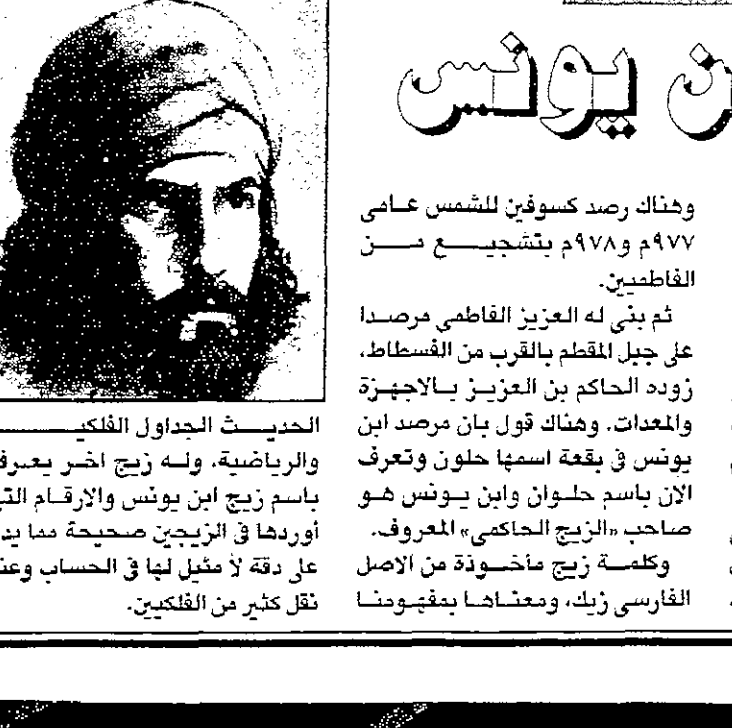 ن يونس
وهناك رصد كسوفين للشمس عامى
٩٧٧م و٩٧٨م بتشجيع من
الفاطميين.
ثم بنى له العزيز الفاطمى مرصدا
على جبل المقطم بالقرب من الفسطاط،
زوده الحاكم بن العزيز بالاجهزة
والمعدات. وهناك قول بان مرصد ابن
يونس فى بقعة اسمها حلون وتعرف
الان باسم حلوان وابن يونس هو
صاحب «الزيج الحاكمى» المعروف.
وكلمة زيج مأخوذة من الاصل
الفارسى زيك، ومعناها بمفهومنا
الحديث الجداول الفلكيـ
والرياضية. وله زيج اخر يعرف
باسم زيج ابن يونس والارقام التـ
أوردها فى الزيجين صحيحة مما يد
على دقة لا مثيل لها فى الحساب وعنـ
نقل كثير من الفلكيين.